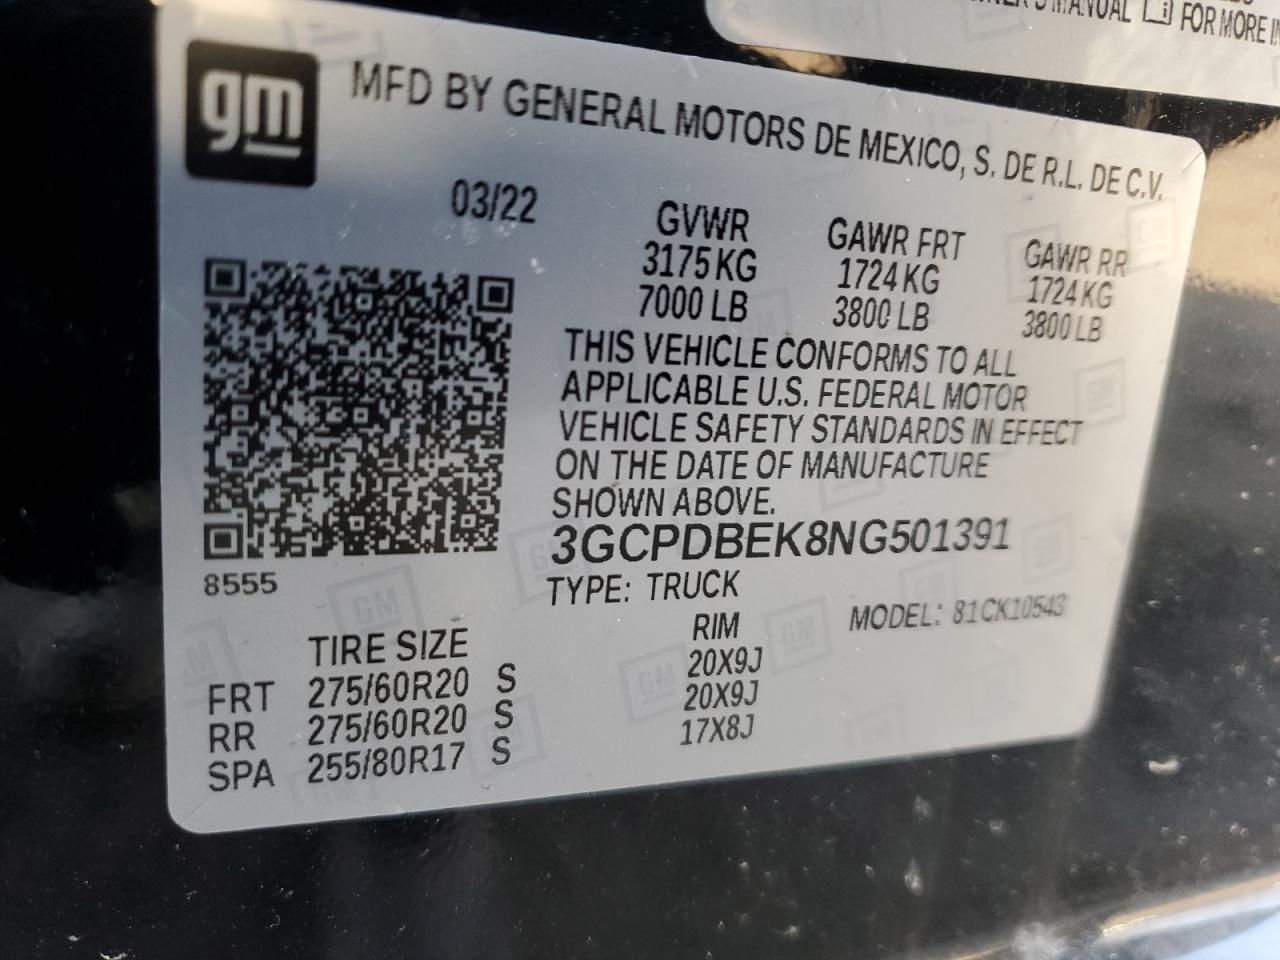 NER'S MANUAL FOR MORE IN
gm
MFD BY GENERAL MOTORS DE MEXICO, S. DE R.L. DE C.V.
03/22
GVWR GAWR FRT GAWR RR
3175 KG 1724 KG 1724 KG
7000 LB 3800 LB 3800 LB
THIS VEHICLE CONFORMS TO ALL
APPLICABLE U.S. FEDERAL MOTOR
VEHICLE SAFETY STANDARDS IN EFFECT
ON THE DATE OF MANUFACTURE
SHOWN ABOVE.
3GCPDBEK8NG501391
8555
TYPE: TRUCK
MODEL: 81CK10543
TIRE SIZE RIM
FRT 275/60R20 S 20X9J
RR 275/60R20 S 20X9J
SPA 255/80R17 S 17X8J